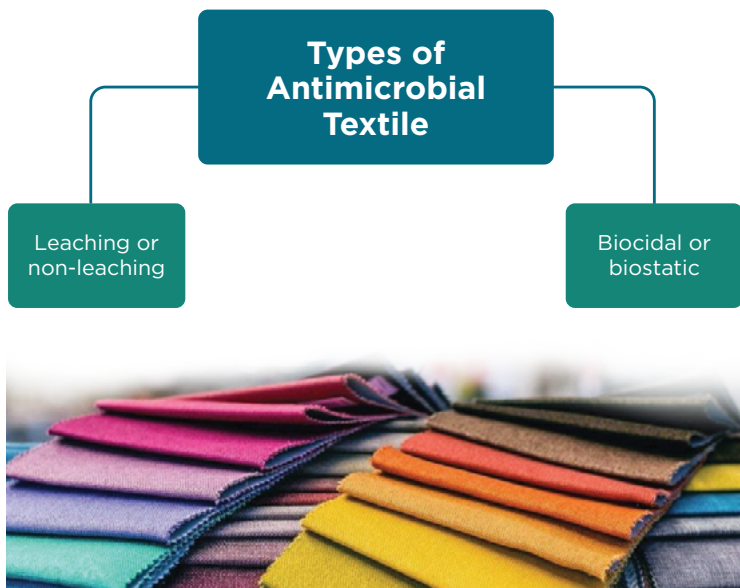 Types of
Antimicrobial
Textile
Leaching or
non-leaching
Biocidal or
biostatic